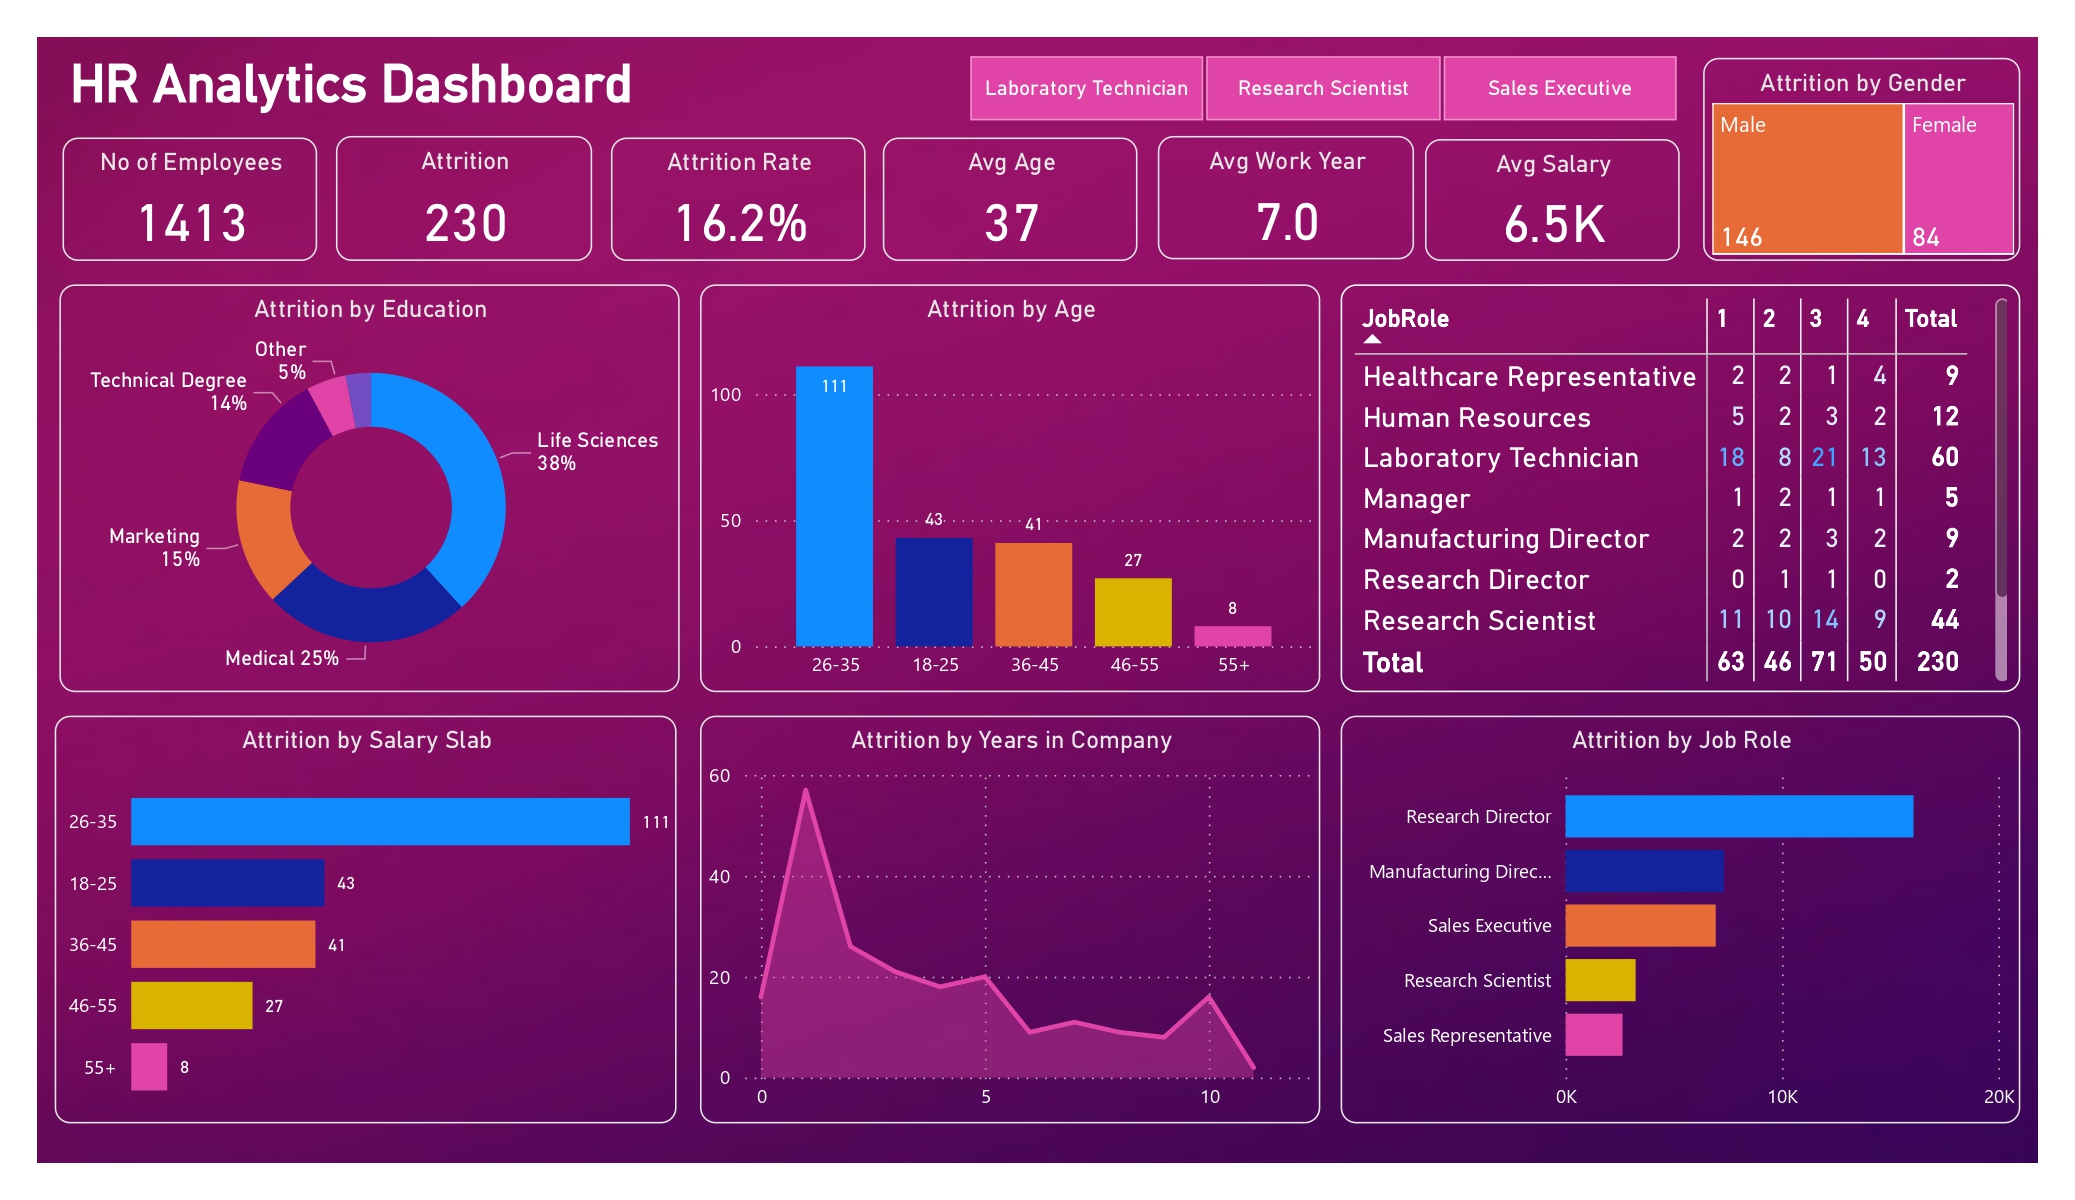 HR Analytics Dashboard
Laboratory Technician
Research Scientist
Sales Executive
Attrition by Gender
Male
Female
146
84
No of Employees
1413
Attrition
230
Attrition Rate
16.2%
Avg Age
37
Avg Work Year
7.0
Avg Salary
6.5K
Attrition by Education
Other
5%
Technical Degree
14%
Life Sciences
38%
Marketing
15%
Medical 25%
Attrition by Age
100
50
0
111
43
41
27
8
26-35 18-25 36-45 46-55 55+
JobRole 1 2 3 4 Total
Healthcare Representative 2 2 1 4 9
Human Resources 5 2 3 2 12
Laboratory Technician 18 8 21 13 60
Manager 1 2 1 1 5
Manufacturing Director 2 2 3 2 9
Research Director 0 1 1 0 2
Research Scientist 11 10 14 9 44
Total 63 46 71 50 230
Attrition by Salary Slab
26-35 111
18-25 43
36-45 41
46-55 27
55+ 8
Attrition by Years in Company
60
40
20
0
0 5 10
Attrition by Job Role
Research Director
Manufacturing Direc...
Sales Executive
Research Scientist
Sales Representative
0K 10K 20K